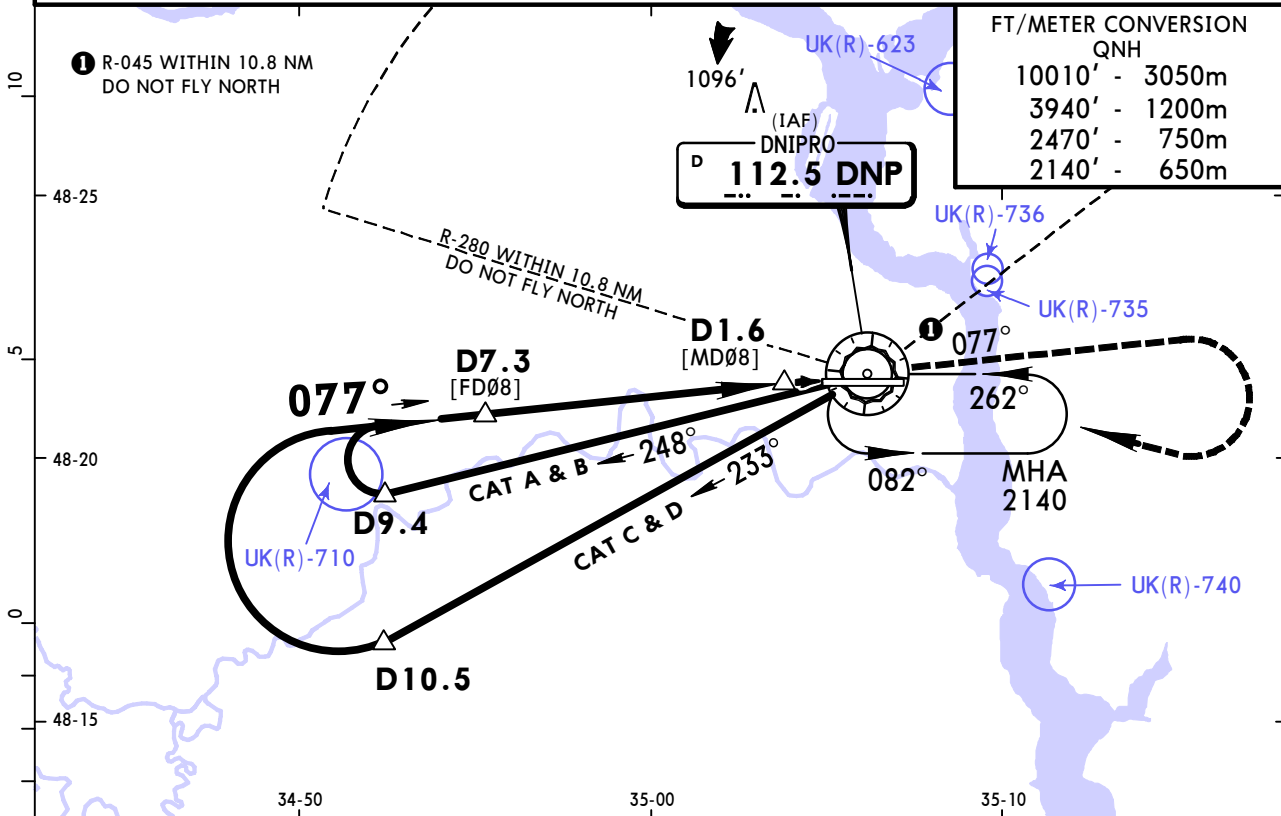 ❶ R-045 WITHIN 10.8 NM
DO NOT FLY NORTH
FT/METER CONVERSION
QNH
10010' - 3050m
3940' - 1200m
2470' - 750m
2140' - 650m
UK(R)-623
1096'
(IAF)
DNIPRO
D 112.5 DNP
10
48-25
R-280 WITHIN 10.8 NM
DO NOT FLY NORTH
UK(R)-736
UK(R)-735
D1.6
[MDØ8]
❶
077°
5
D7.3
[FDØ8]
077°
262°
CAT A & B
248°
233°
082°
MHA
2140
48-20
D9.4
CAT C & D
UK(R)-710
UK(R)-740
0
D10.5
48-15
34-50
35-00
35-10